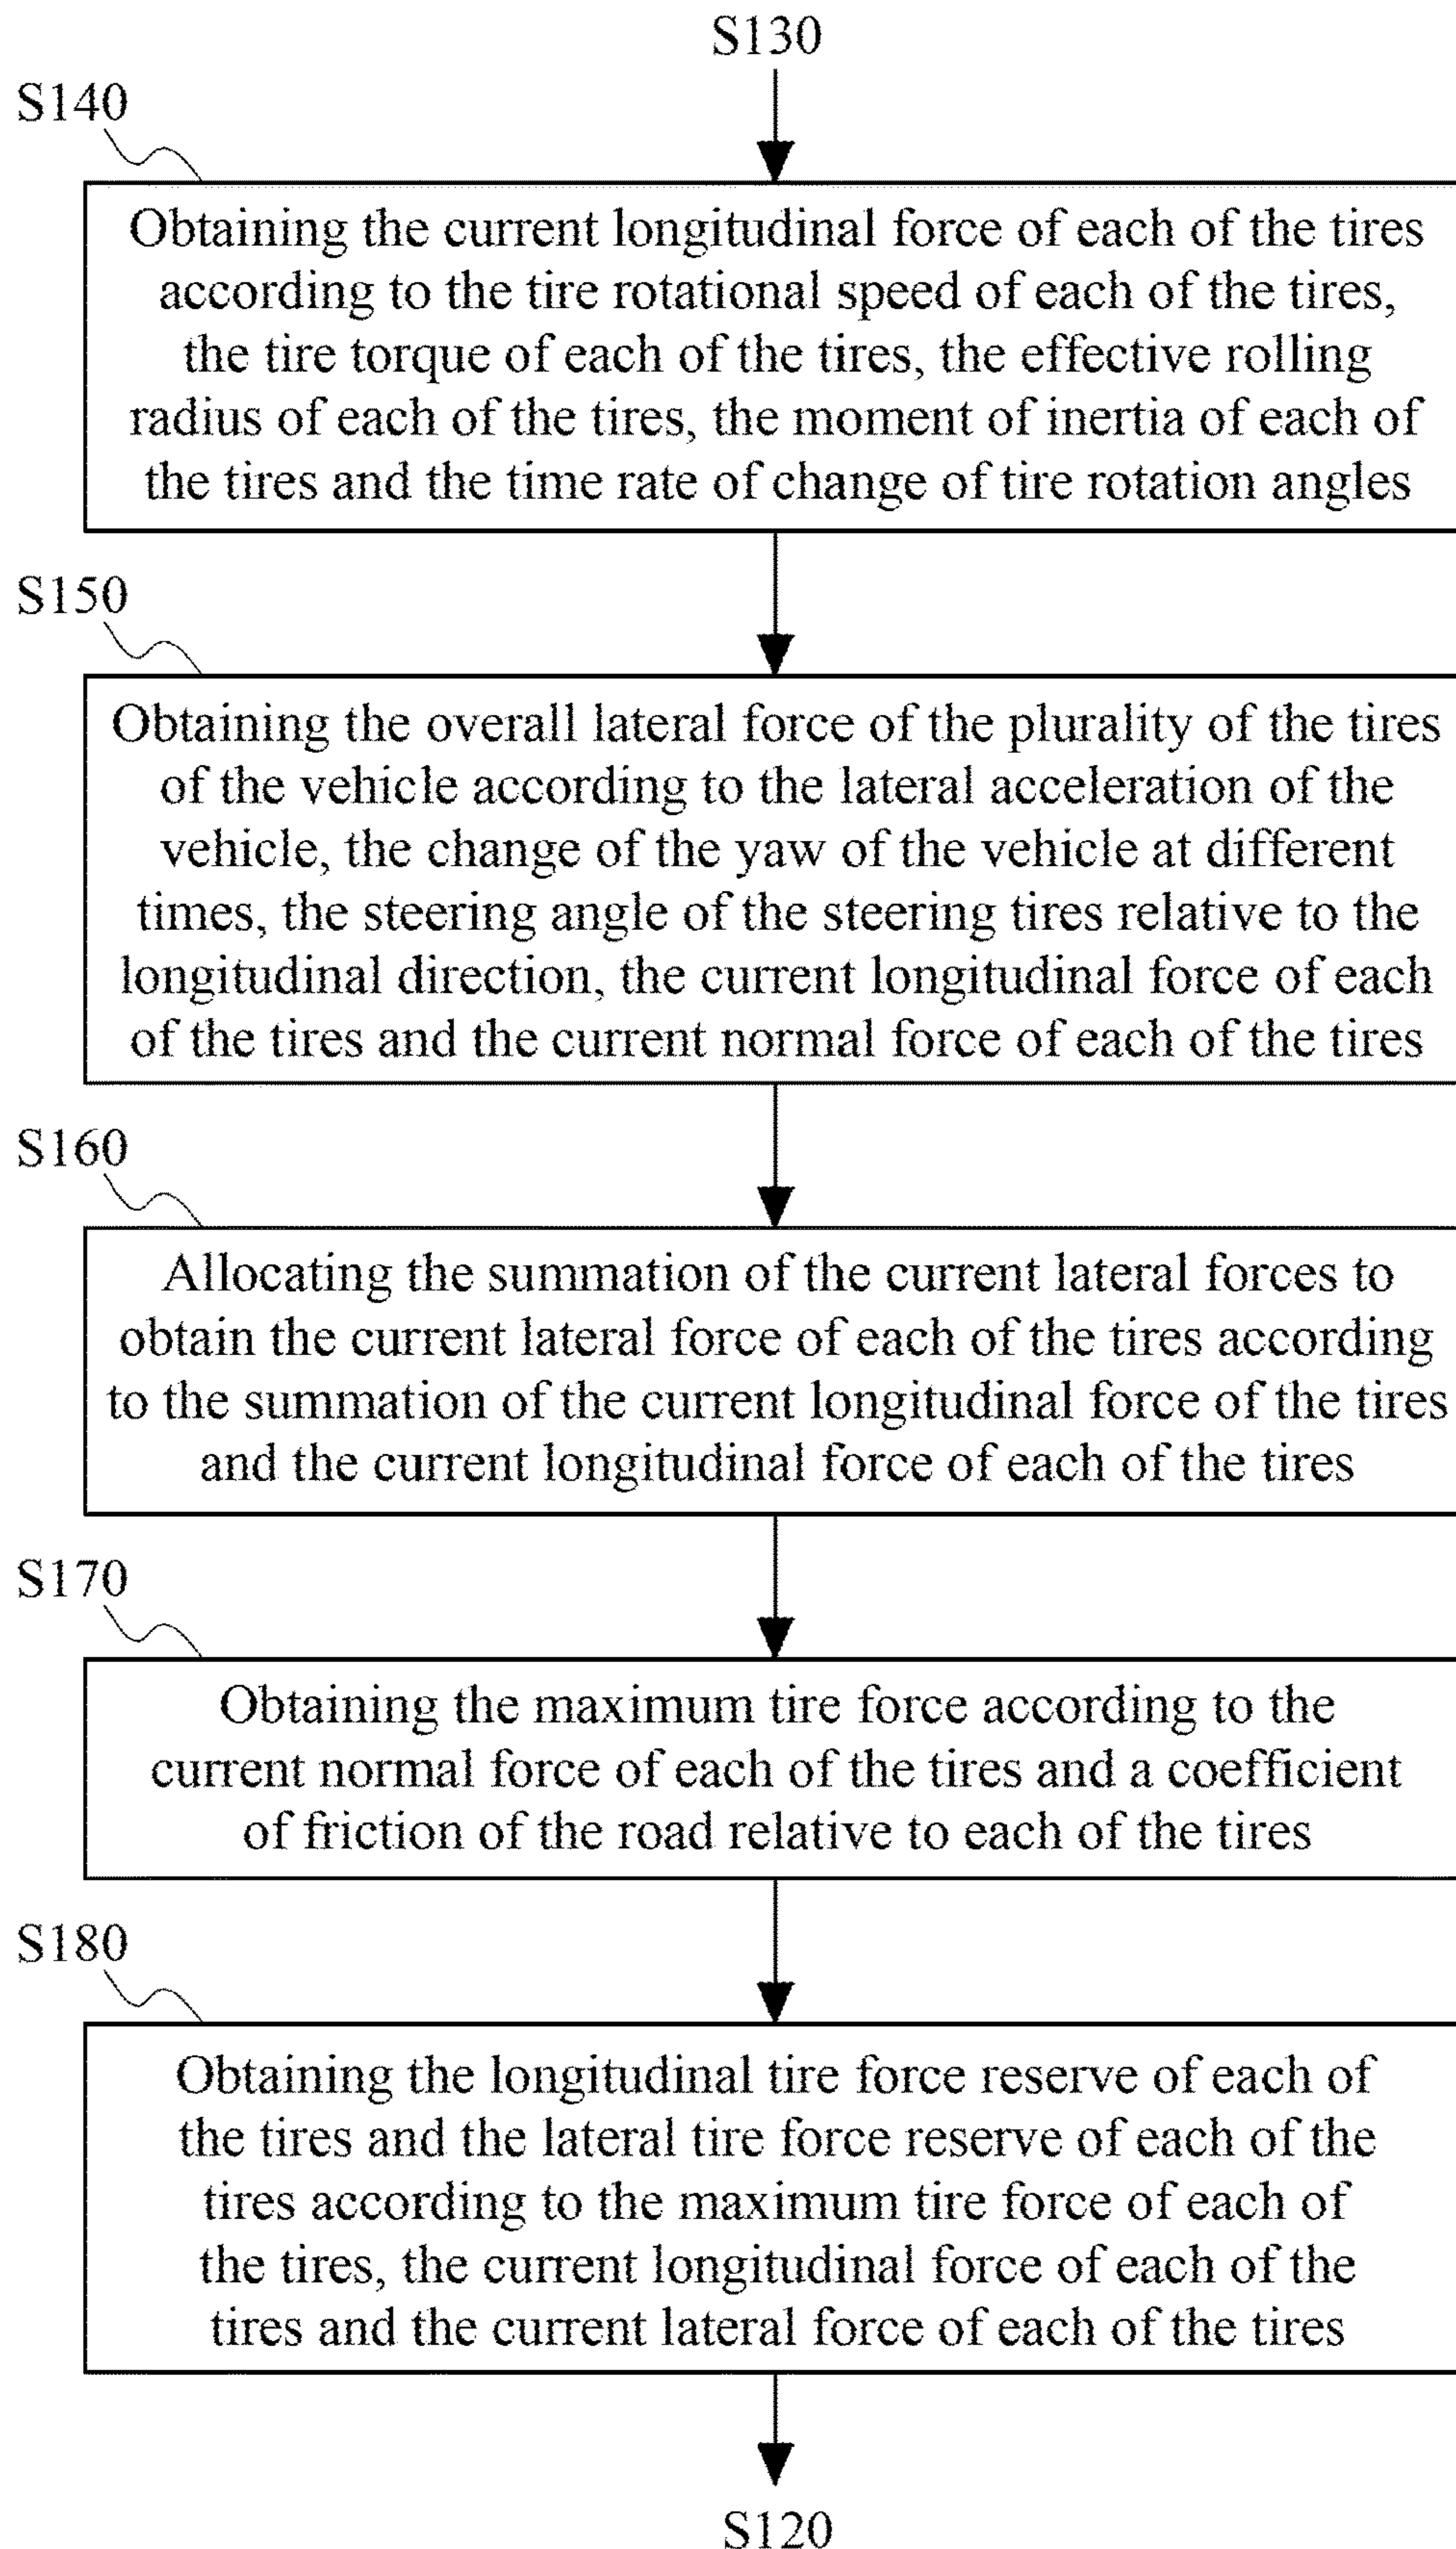 S130
S140
Obtaining the current longitudinal force of each of the tires
according to the tire rotational speed of each of the tires,
the tire torque of each of the tires, the effective rolling
radius of each of the tires, the moment of inertia of each of
the tires and the time rate of change of tire rotation angles
S150
Obtaining the overall lateral force of the plurality of the tires
of the vehicle according to the lateral acceleration of the
vehicle, the change of the yaw of the vehicle at different
times, the steering angle of the steering tires relative to the
longitudinal direction, the current longitudinal force of each
of the tires and the current normal force of each of the tires
S160
Allocating the summation of the current lateral forces to
obtain the current lateral force of each of the tires according
to the summation of the current longitudinal force of the tires
and the current longitudinal force of each of the tires
S170
Obtaining the maximum tire force according to the
current normal force of each of the tires and a coefficient
of friction of the road relative to each of the tires
S180
Obtaining the longitudinal tire force reserve of each of
the tires and the lateral tire force reserve of each of the
tires according to the maximum tire force of each of
the tires, the current longitudinal force of each of the
tires and the current lateral force of each of the tires
S120